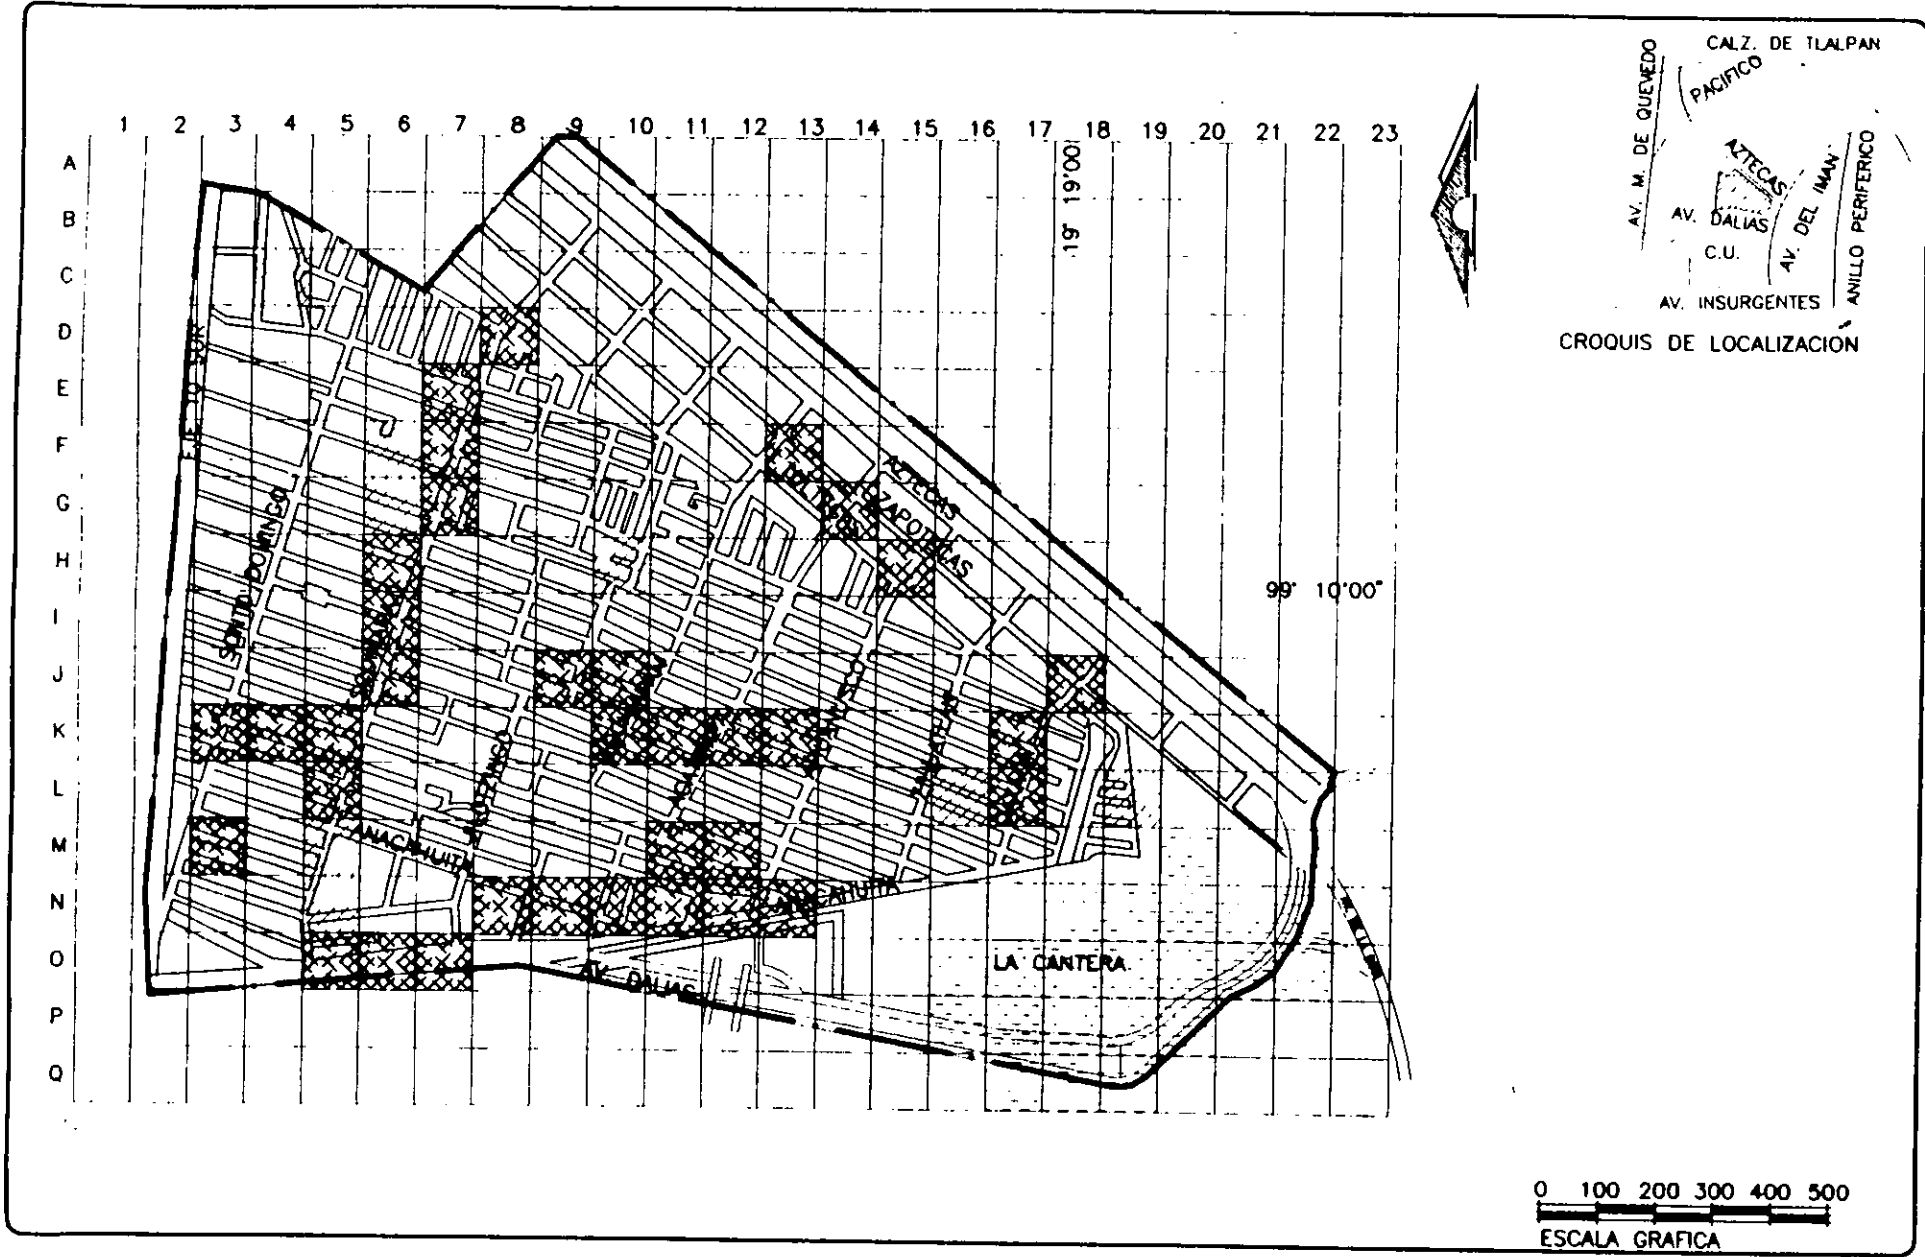 CALZ. DE TLALPAN
PACIFICO
AV. M. DE QUEVEDO
AZTECAS
AV. DALIAS
C.U.
AV. DEL IMAN
ANILLO PERIFERICO
AV. INSURGENTES
CROQUIS DE LOCALIZACION
1 2 3 4 5 6 7 8 9 10 11 12 13 14 15 16 17 18 19 20 21 22 23
A
B
C
D
E
F
G
H
I
J
K
L
M
N
O
P
Q
19° 19'00"
99° 10'00"
AZTECAS
ZAPOTECAS
ANACAHUITA
AV. DALIAS
LA CANTERA
0 100 200 300 400 500
ESCALA GRAFICA